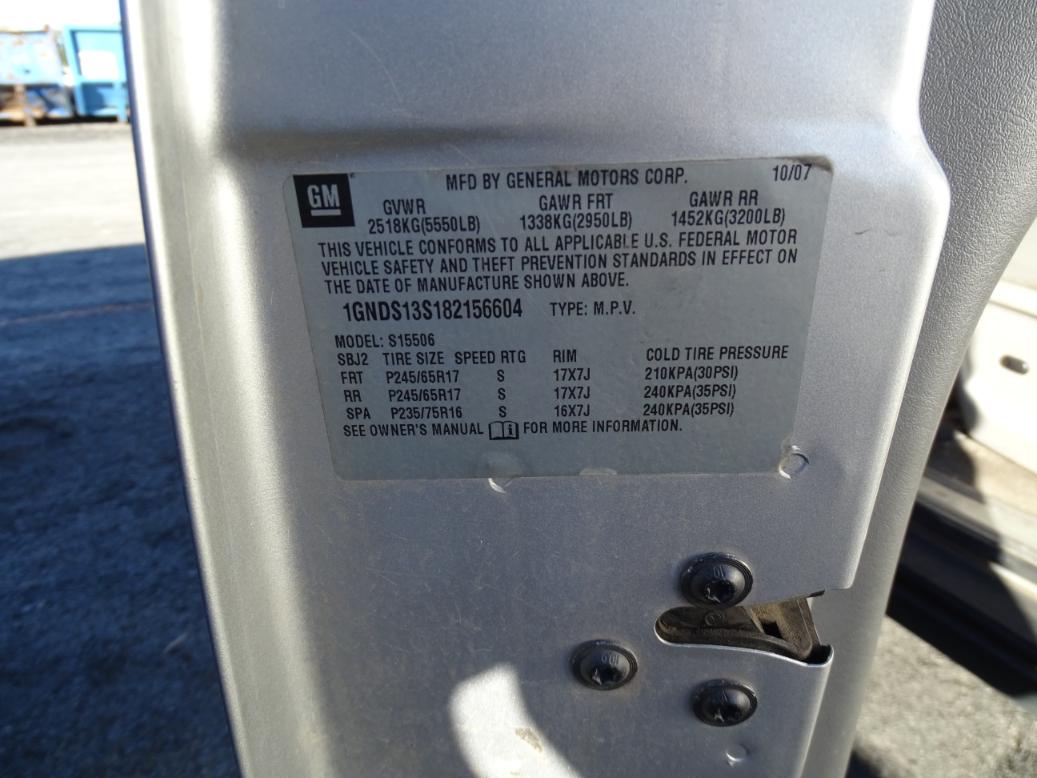 GM
MFD BY GENERAL MOTORS CORP. 10/07
GVWR GAWR FRT GAWR RR
2518KG(5550LB) 1338KG(2950LB) 1452KG(3200LB)
THIS VEHICLE CONFORMS TO ALL APPLICABLE U.S. FEDERAL MOTOR
VEHICLE SAFETY AND THEFT PREVENTION STANDARDS IN EFFECT ON
THE DATE OF MANUFACTURE SHOWN ABOVE.
1GNDS13S182156604 TYPE: M.P.V.
MODEL: S15506
SBJ2 TIRE SIZE SPEED RTG RIM COLD TIRE PRESSURE
FRT P245/65R17 S 17X7J 210KPA(30PSI)
RR P245/65R17 S 17X7J 240KPA(35PSI)
SPA P235/75R16 S 16X7J 240KPA(35PSI)
SEE OWNER'S MANUAL FOR MORE INFORMATION.